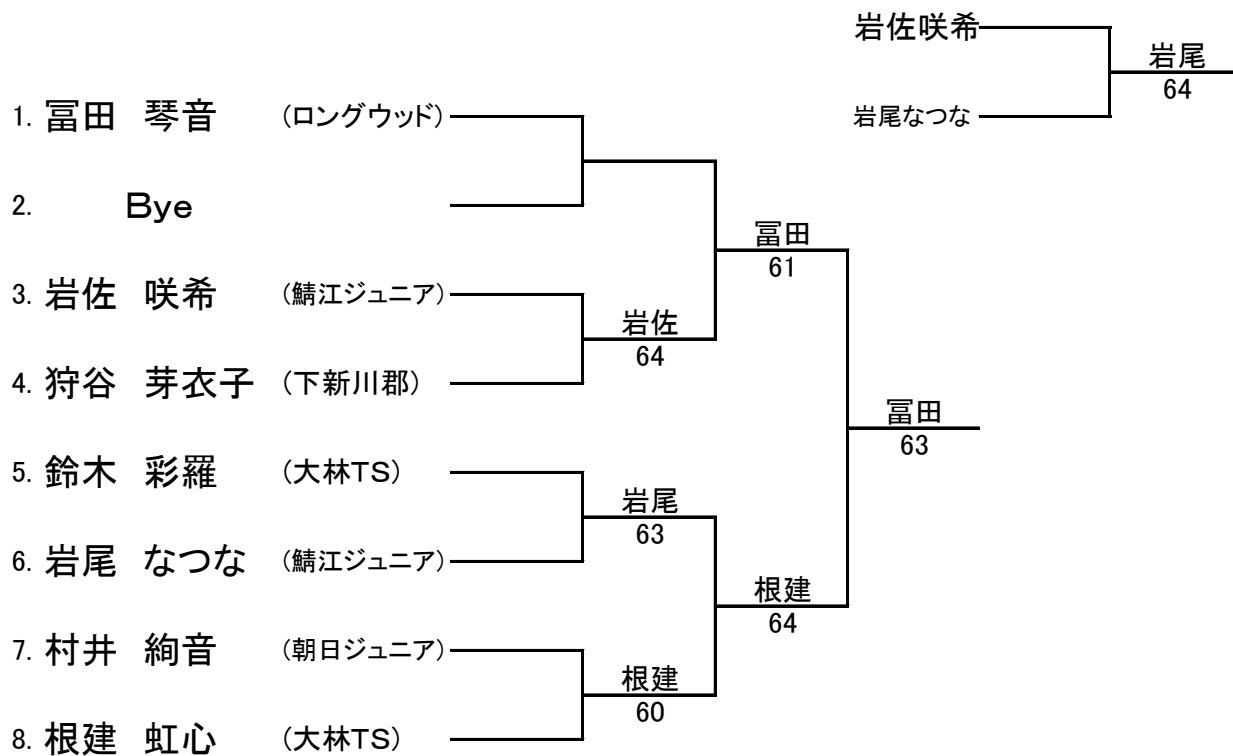 岩佐咲希
岩尾
64
岩尾なつな
1. 冨田 琴音 (ロングウッド)
2. Bye
冨田
61
3. 岩佐 咲希 (鯖江ジュニア)
岩佐
64
4. 狩谷 芽衣子 (下新川郡)
冨田
63
5. 鈴木 彩羅 (大林TS)
岩尾
63
6. 岩尾 なつな (鯖江ジュニア)
根建
64
7. 村井 絢音 (朝日ジュニア)
根建
60
8. 根建 虹心 (大林TS)